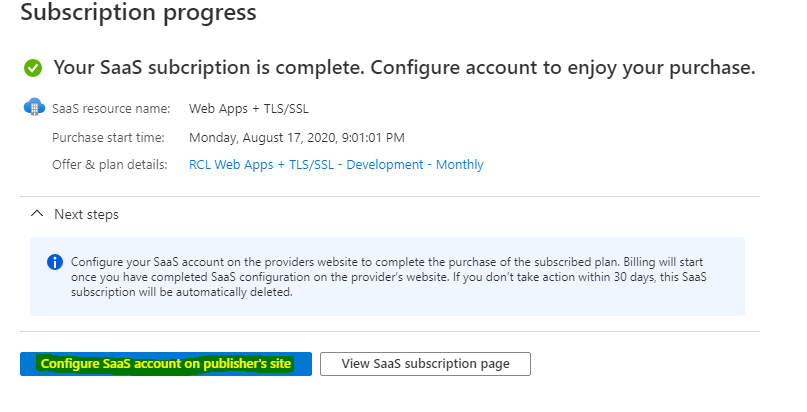 Subscription progress
Your SaaS subcription is complete. Configure account to enjoy your purchase.
SaaS resource name: Web Apps + TLS/SSL
Purchase start time: Monday, August 17, 2020, 9:01:01 PM
Offer & plan details: RCL Web Apps + TLS/SSL - Development - Monthly
Next steps
Configure your SaaS account on the providers website to complete the purchase of the subscribed plan. Billing will start
once you have completed SaaS configuration on the provider's website. If you don't take action within 30 days, this SaaS
subscription will be automatically deleted.
Configure SaaS account on publisher's site View SaaS subscription page